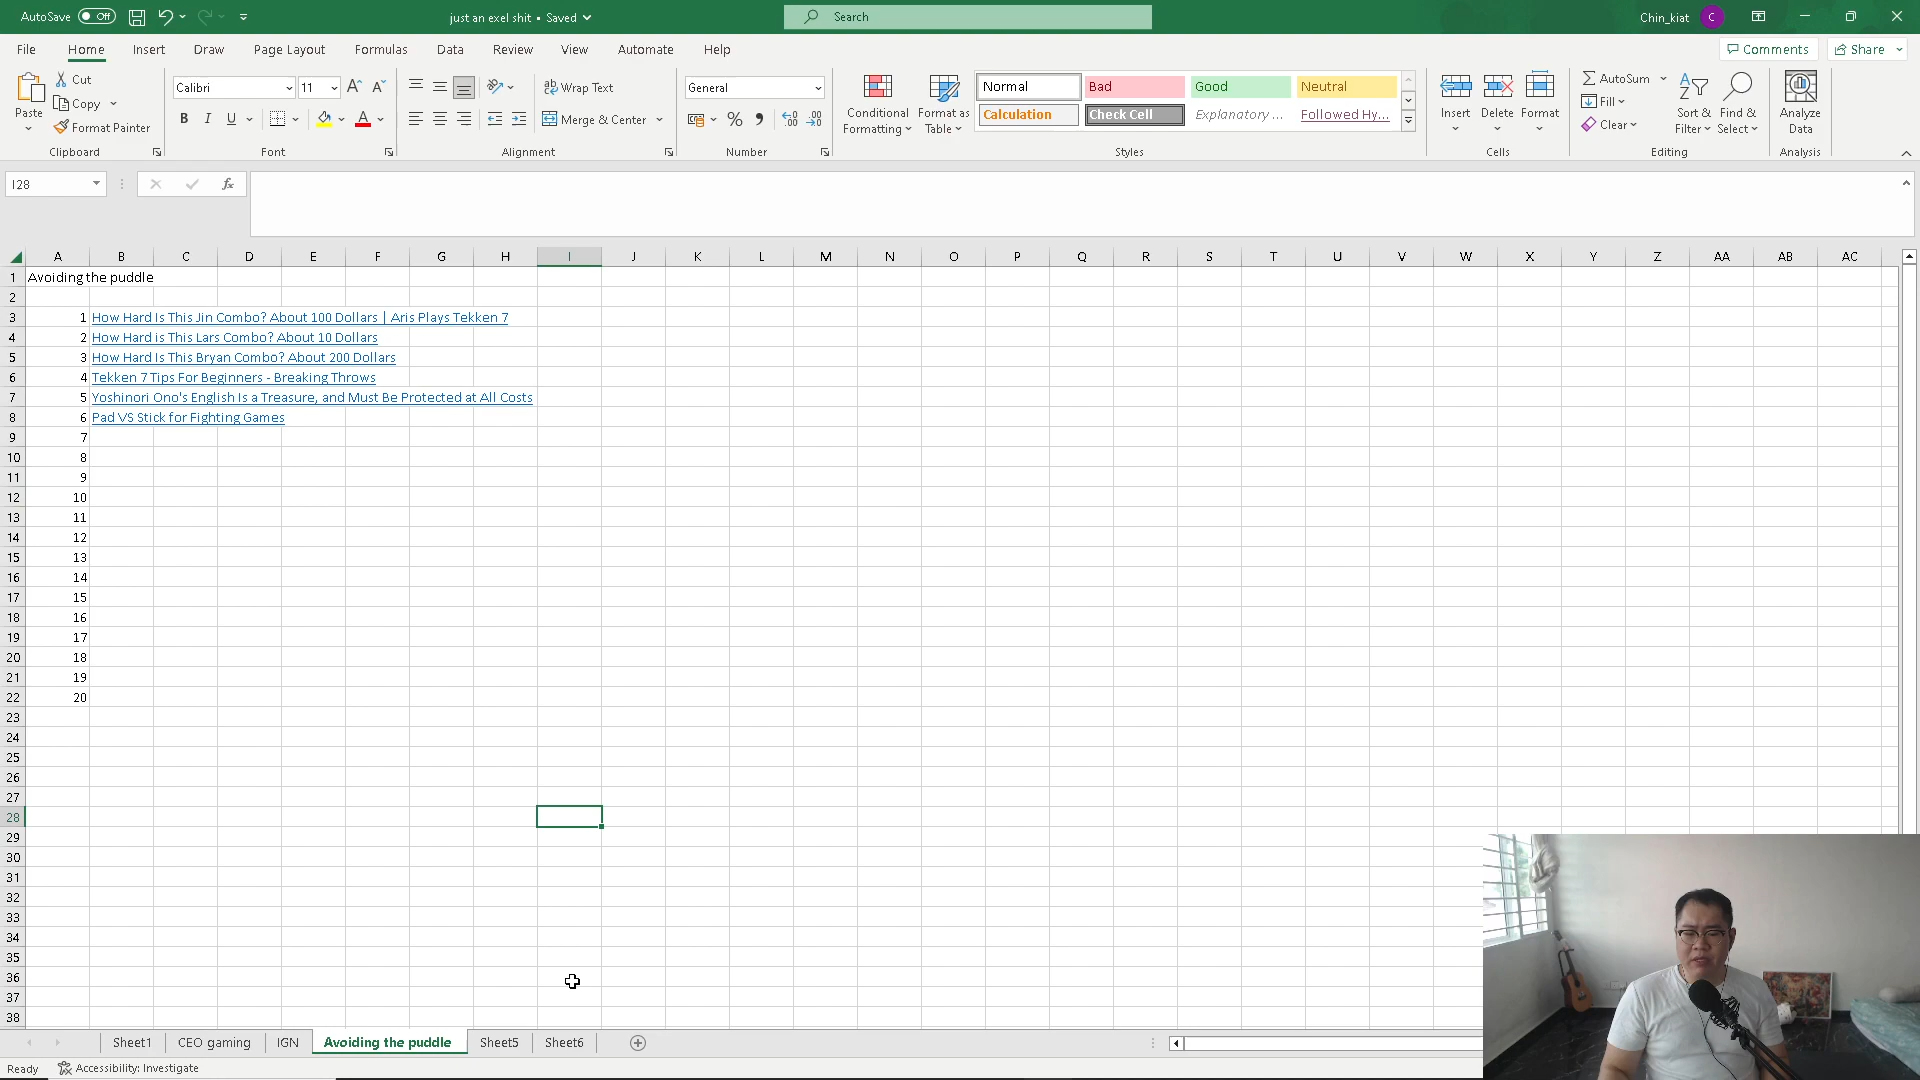 AutoSave Off just an exel shit • Saved Search Chin_kiat C
File Home Insert Draw Page Layout Formulas Data Review View Automate Help Comments Share
Paste Cut Copy Format Painter Clipboard
Calibri 11 A A B I U A Font
Wrap Text Merge & Center Alignment
General % Number
Conditional Formatting Format as Table
Normal Bad Good Neutral
Calculation Check Cell Explanatory ... Followed Hy...
Styles
Insert Delete Format Cells
AutoSum Fill Clear Sort & Filter Find & Select Editing
Analyze Data Analysis
I28 fx
A B C D E F G H I J K L M N O P Q R S T U V W X Y Z AA AB AC
1 Avoiding the puddle
2
3 1 How Hard Is This Jin Combo? About 100 Dollars | Aris Plays Tekken 7
4 2 How Hard is This Lars Combo? About 10 Dollars
5 3 How Hard Is This Bryan Combo? About 200 Dollars
6 4 Tekken 7 Tips For Beginners - Breaking Throws
7 5 Yoshinori Ono's English Is a Treasure, and Must Be Protected at All Costs
8 6 Pad VS Stick for Fighting Games
9 7
10 8
11 9
12 10
13 11
14 12
15 13
16 14
17 15
18 16
19 17
20 18
21 19
22 20
23
24
25
26
27
28
29
30
31
32
33
34
35
36
37
38
Sheet1 CEO gaming IGN Avoiding the puddle Sheet5 Sheet6
Ready Accessibility: Investigate